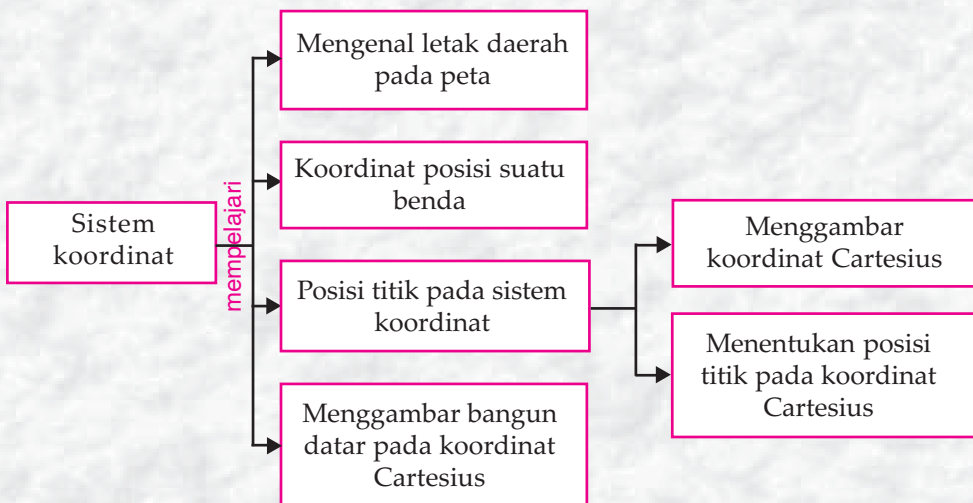 Sistem
koordinat
mempelajari
Mengenal letak daerah
pada peta
Koordinat posisi suatu
benda
Posisi titik pada sistem
koordinat
Menggambar bangun
datar pada koordinat
Cartesius
Menggambar
koordinat Cartesius
Menentukan posisi
titik pada koordinat
Cartesius